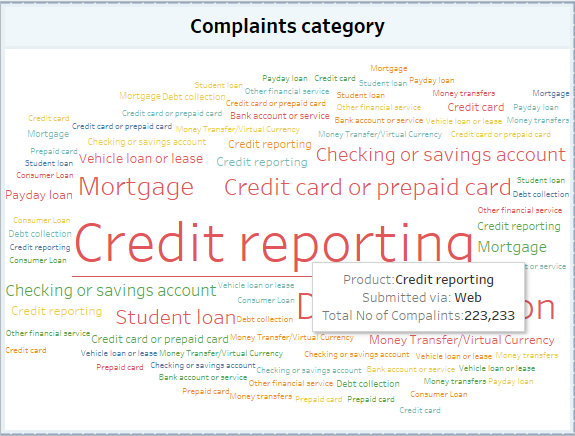 Complaints category
Mortgage
Payday loan Credit card Student loan Payday loan
Student loan Other financial service Student loan Money transfers Mortgage
Mortgage Debt collection Credit card or prepaid card Other financial service Credit card Payday loan
Credit card or prepaid card Bank account or service Bank account or service Vehicle loan or lease Money transfers
Credit card Credit card or prepaid card Money Transfer/Virtual Currency Money Transfer/Virtual Currency Credit card or prepaid card
Mortgage Checking or savings account Credit reporting
Prepaid card Vehicle loan or lease Credit reporting Checking or savings account
Student loan
Consumer Loan Mortgage Credit card or prepaid card Student loan
Payday loan Debt collection
Other financial service
Consumer Loan Credit reporting Credit reporting
Debt collection
Credit reporting Mortgage
Consumer Loan
Product:Credit reporting
Submitted via: Web
Total No of Compalints:223,233
Checking or savings account Vehicle loan or lease
Consumer Loan
Credit reporting Student loan Debt collection
Other financial service Credit card or prepaid card Money Transfer/Virtual Currency Money Transfer/Virtual Currency
Credit card Vehicle loan or lease Money Transfer/Virtual Currency Checking or savings account Vehicle loan or lease Money transfers
Prepaid card Checking or savings account Checking or savings account Bank account or service Vehicle loan or lease
Bank account or service Other financial service Debt collection Money transfers Payday loan
Prepaid card Money transfers Prepaid card Prepaid card Consumer Loan
Credit card